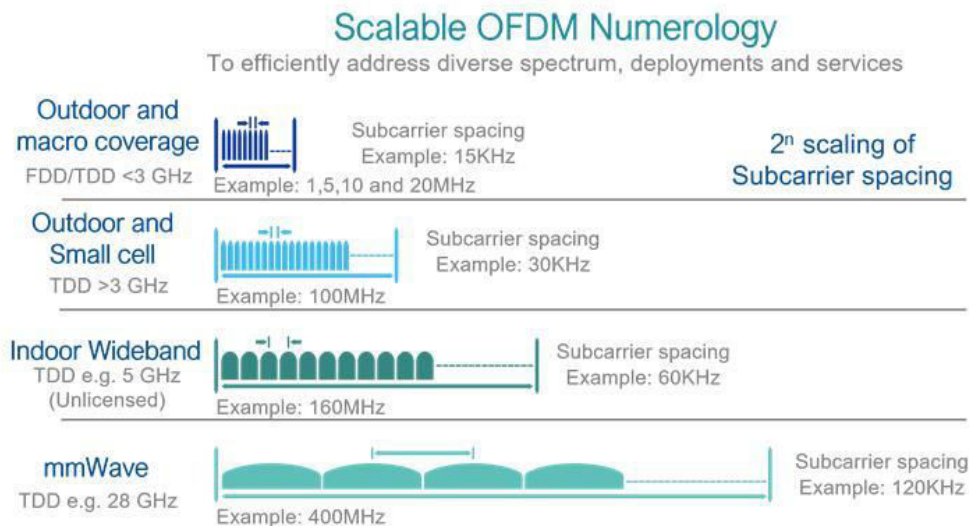 Scalable OFDM Numerology
To efficiently address diverse spectrum, deployments and services
Outdoor and
macro coverage
FDD/TDD <3 GHz
Subcarrier spacing
Example: 15KHz
Example: 1,5,10 and 20MHz
2ⁿ scaling of
Subcarrier spacing
Outdoor and
Small cell
TDD >3 GHz
Subcarrier spacing
Example: 30KHz
Example: 100MHz
Indoor Wideband
TDD e.g. 5 GHz
(Unlicensed)
Subcarrier spacing
Example: 60KHz
Example: 160MHz
mmWave
TDD e.g. 28 GHz
Subcarrier spacing
Example: 120KHz
Example: 400MHz